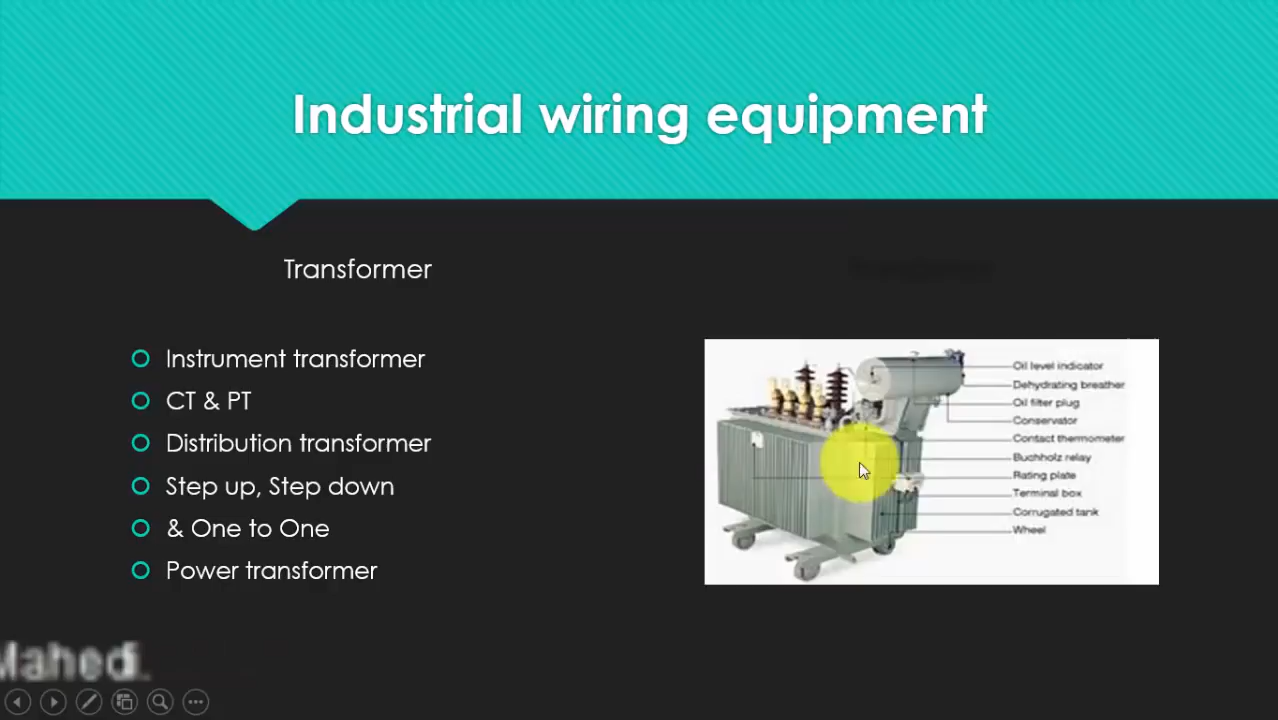 Industrial wiring equipment
Transformer
Instrument transformer
CT & PT
Distribution transformer
Step up, Step down
& One to One
Power transformer
Oil level indicator
Dehydrating breather
Oil filter plug
Conservator
Contact thermometer
Buchholz relay
Rating plate
Terminal box
Corrugated tank
Wheel
Mahedi.